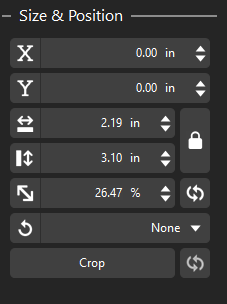 Size & Position
X 0.00 in
Y 0.00 in
2.19 in
3.10 in
26.47 %
None
Crop